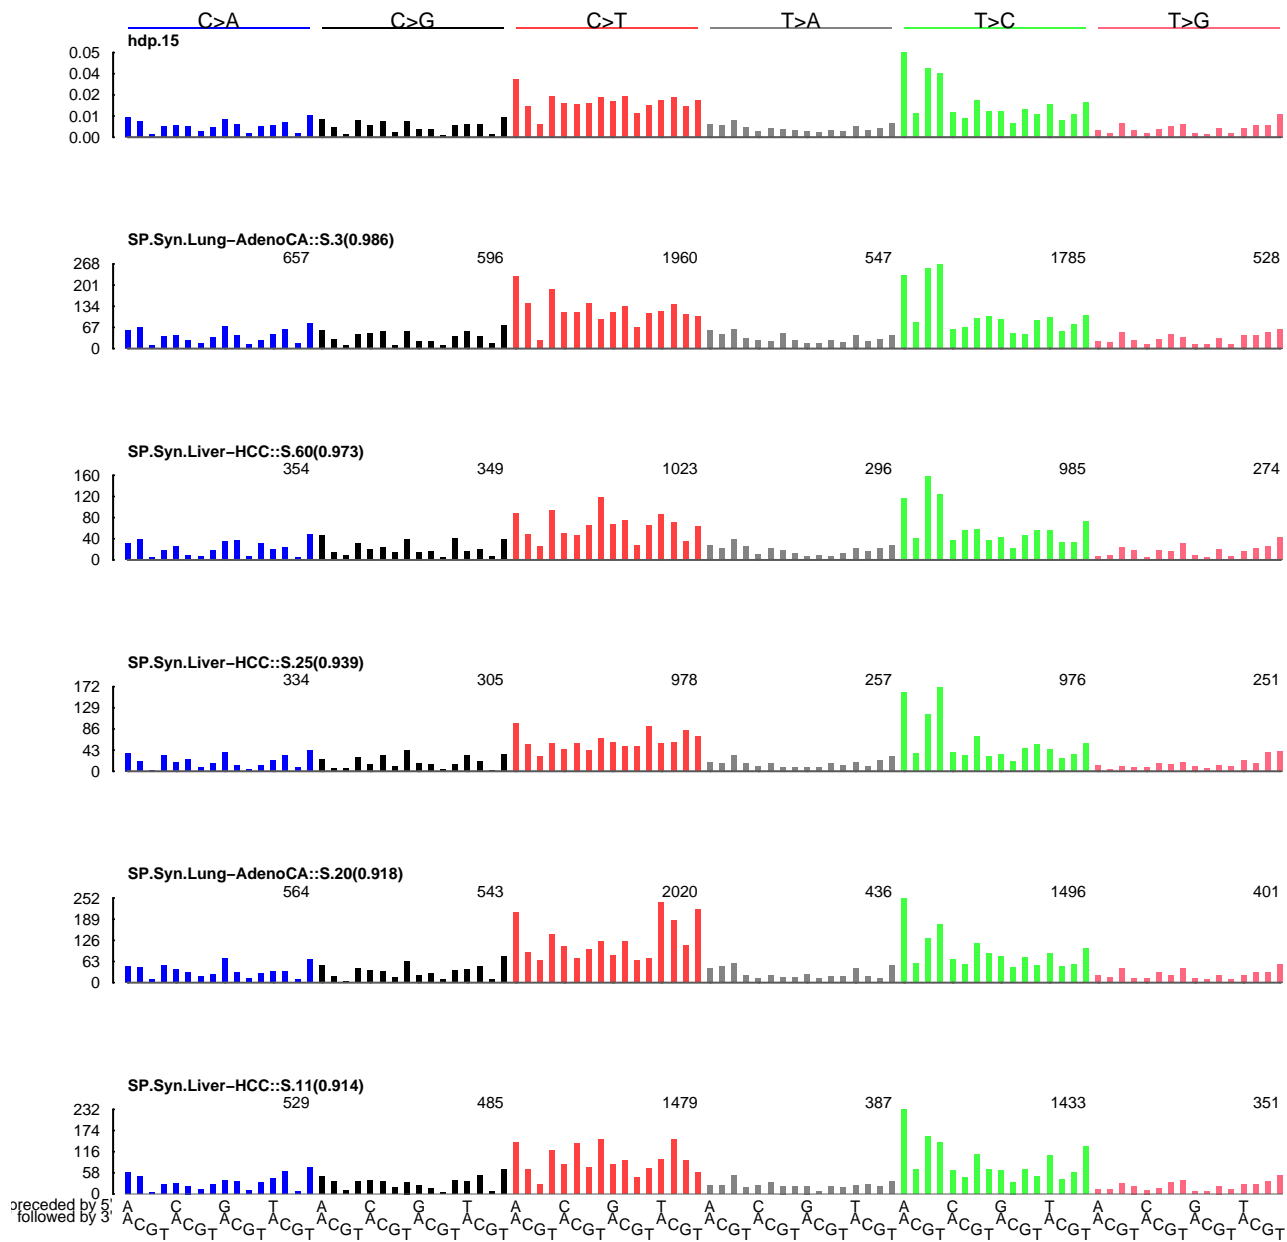 C>A C>G C>T T>A T>C T>G
hdp.15
0.05
0.04
0.02
0.01
0.00
SP.Syn.Lung−AdenoCA::S.3(0.986)
657 596 1960 547 1785 528
268
201
134
67
0
SP.Syn.Liver−HCC::S.60(0.973)
354 349 1023 296 985 274
160
120
80
40
0
SP.Syn.Liver−HCC::S.25(0.939)
334 305 978 257 976 251
172
129
86
43
0
SP.Syn.Lung−AdenoCA::S.20(0.918)
564 543 2020 436 1496 401
252
189
126
63
0
SP.Syn.Liver−HCC::S.11(0.914)
529 485 1479 387 1433 351
232
174
116
58
0
preceded by 5' A C G T A C G T A C G T A C G T A C G T A C G T
followed by 3' A C G T A C G T A C G T A C G T A C G T A C G T A C G T A C G T A C G T A C G T A C G T A C G T A C G T A C G T A C G T A C G T A C G T A C G T A C G T A C G T A C G T A C G T A C G T A C G T